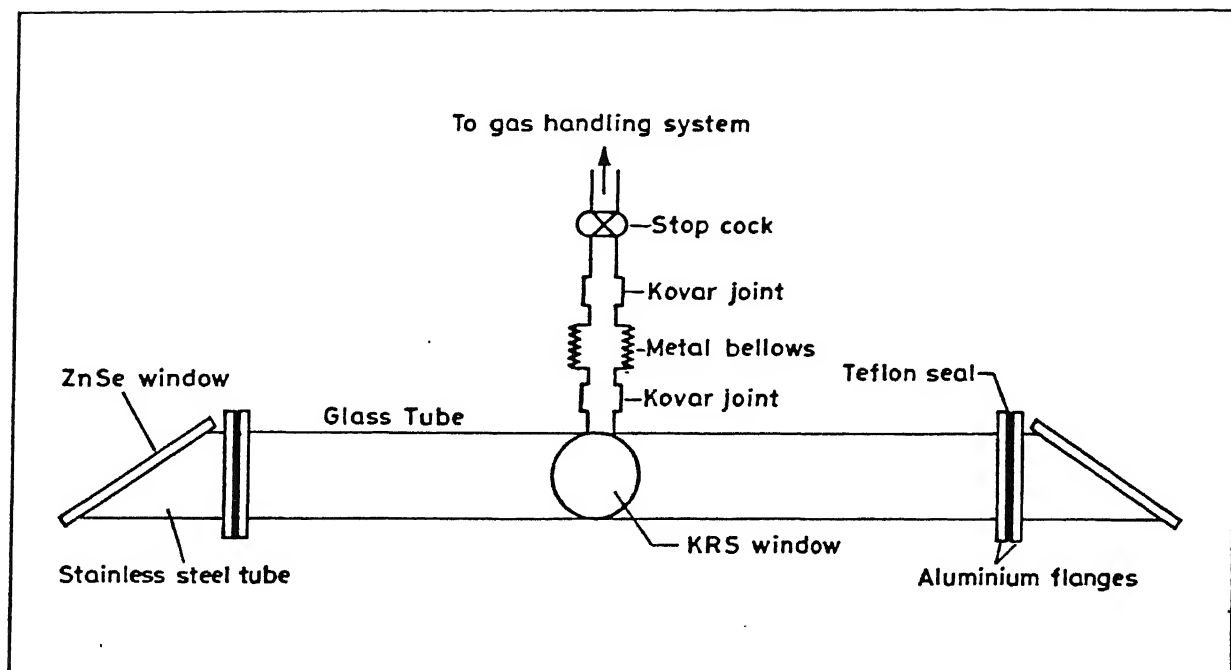 To gas handling system
Stop cock
Kovar joint
Metal bellows
Kovar joint
Teflon seal
ZnSe window
Glass Tube
KRS window
Stainless steel tube
Aluminium flanges